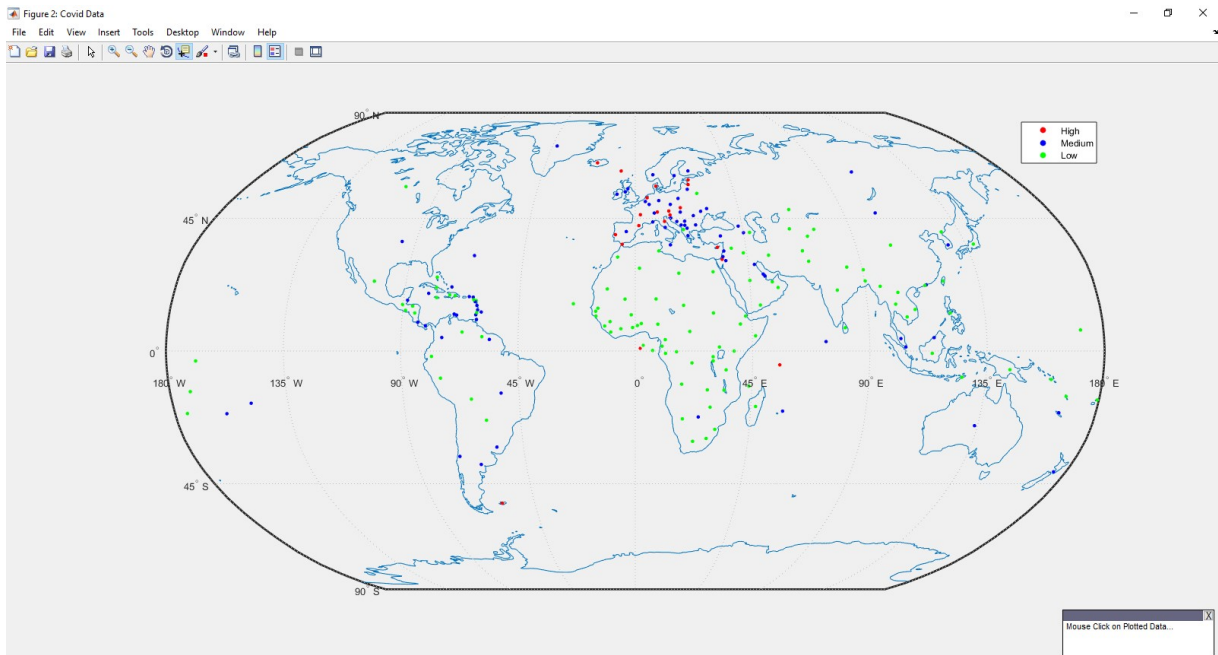 Figure 2: Covid Data
File Edit View Insert Tools Desktop Window Help
90° N
High
Medium
Low
45° N
0°
180° W
135° W
90° W
45° W
0°
45° E
90° E
135° E
180° E
45° S
90° S
X
Mouse Click on Plotted Data...